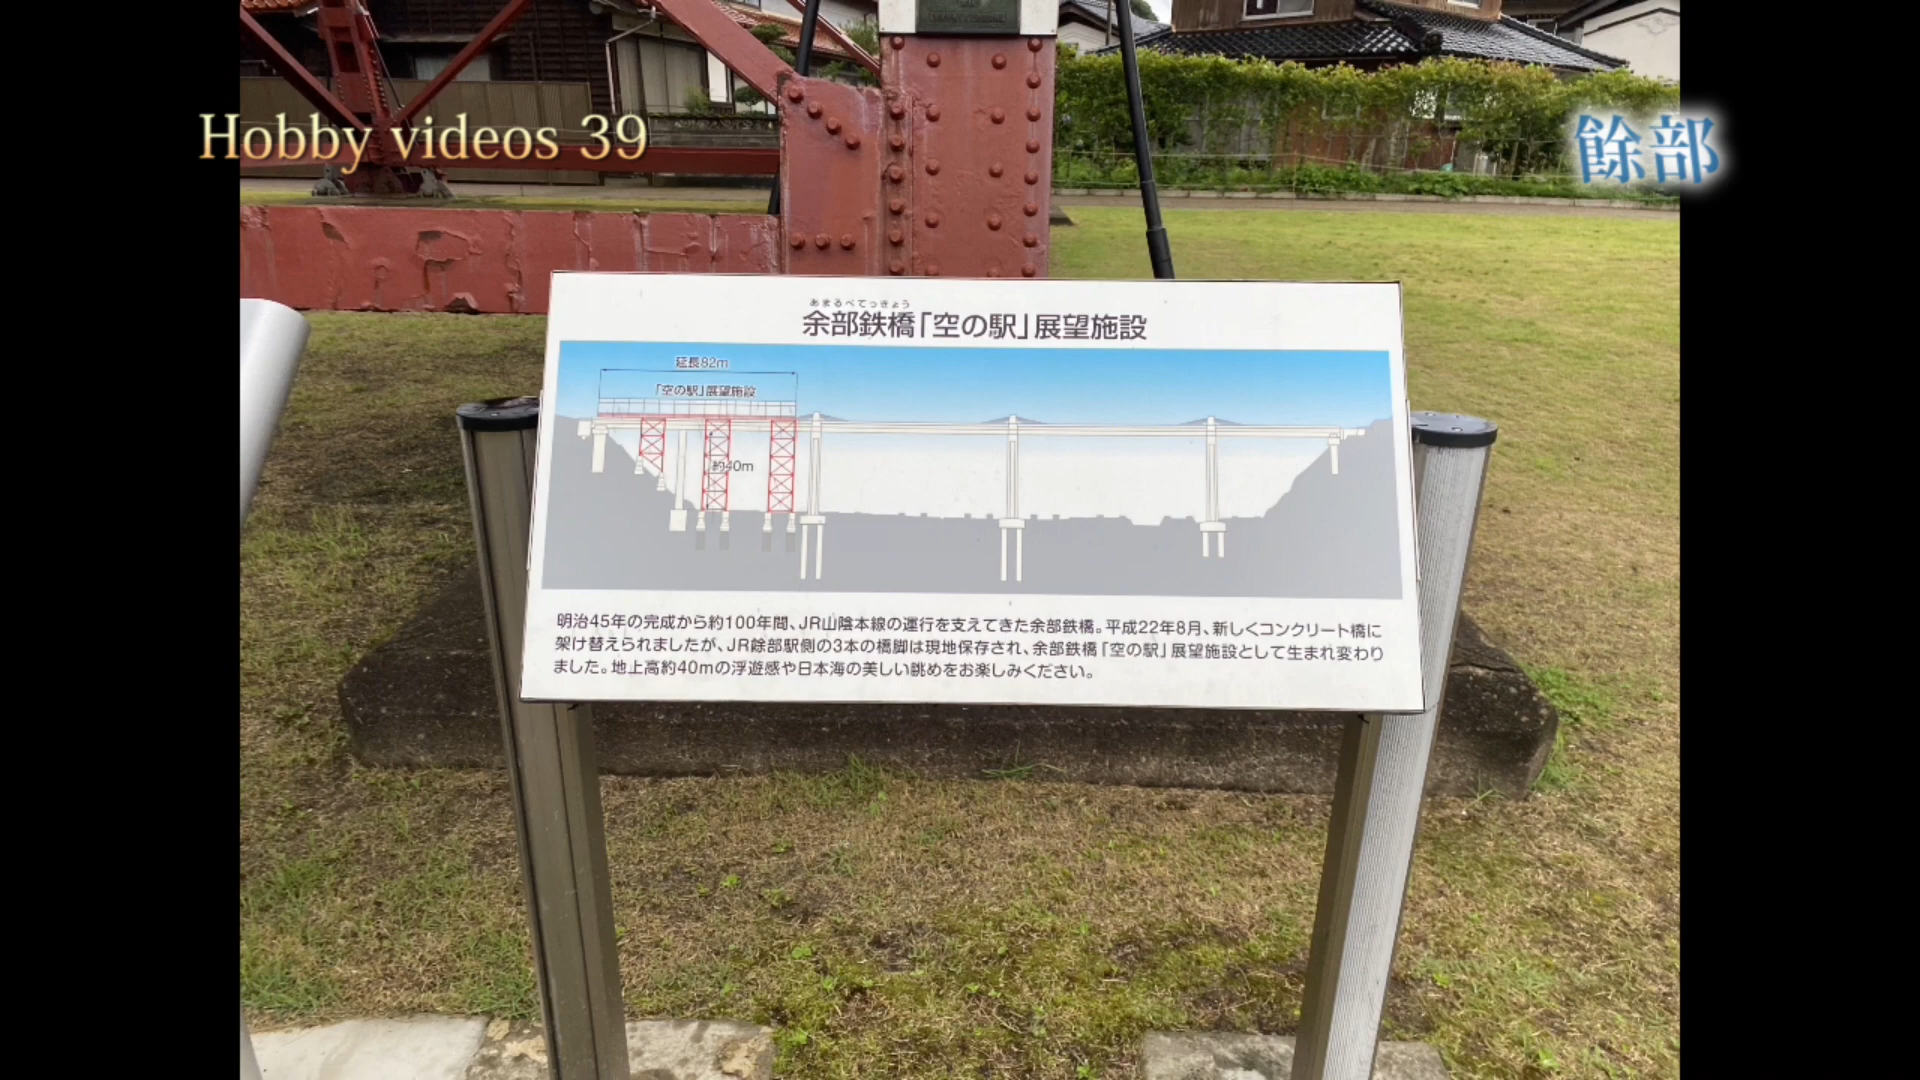 Hobby videos 39
餘部
あまるべてっきょう
余部鉄橋「空の駅」展望施設
延長82m
「空の駅」展望施設
約40m
明治45年の完成から約100年間、JR山陰本線の運行を支えてきた余部鉄橋。平成22年8月、新しくコンクリート橋に
架け替えられましたが、JR餘部駅側の3本の橋脚は現地保存され、余部鉄橋「空の駅」展望施設として生まれ変わり
ました。地上高約40mの浮遊感や日本海の美しい眺めをお楽しみください。